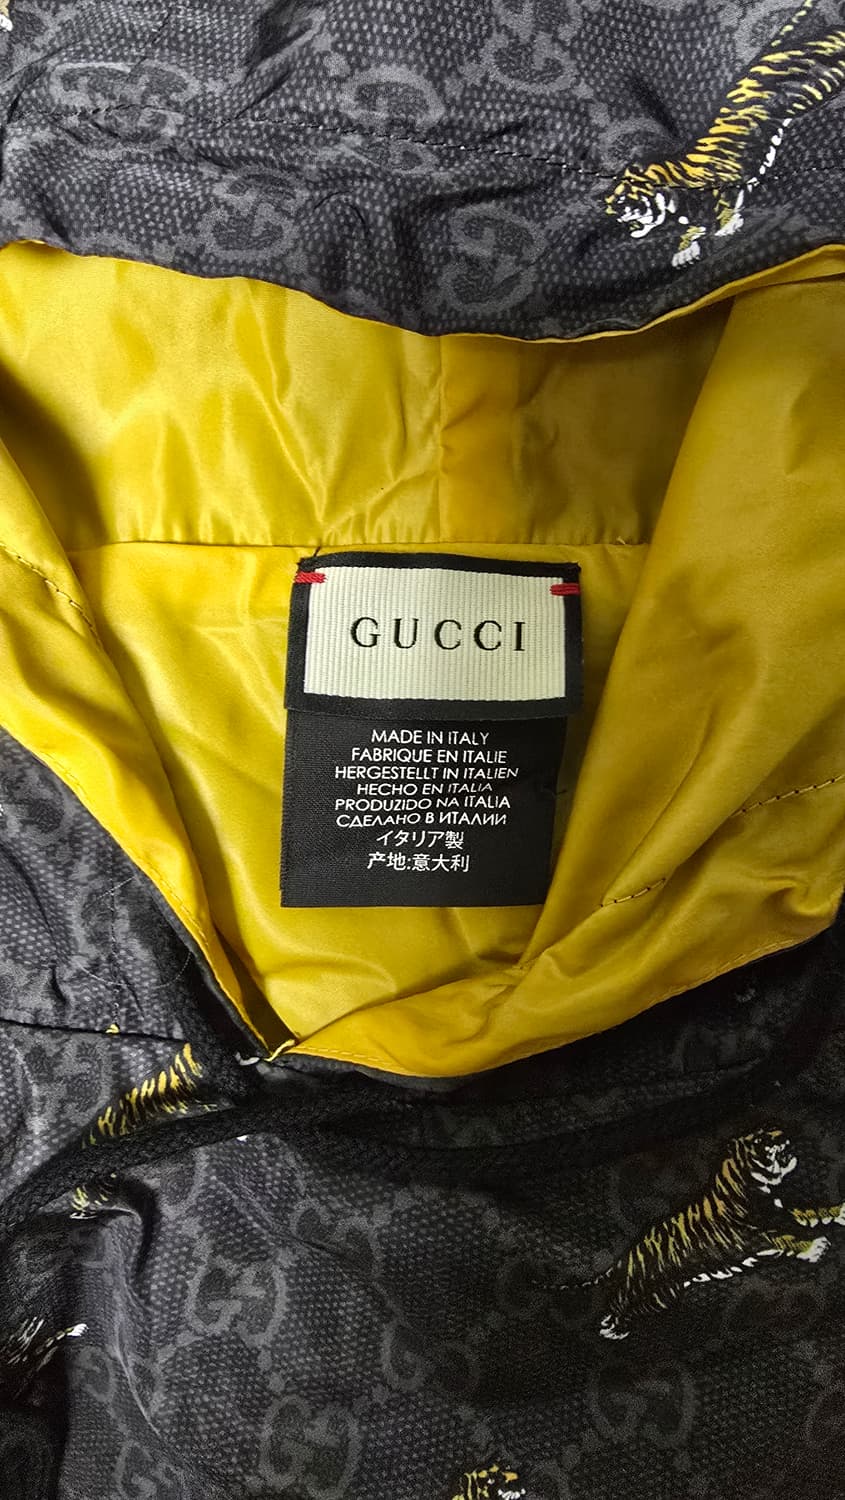 GUCCI
MADE IN ITALY
FABRIQUE EN ITALIE
HERGESTELLT IN ITALIEN
HECHO EN ITALIA
PRODUZIDO NA ITALIA
СДЕЛАНО В ИТАЛИИ
イタリア製
产地:意大利